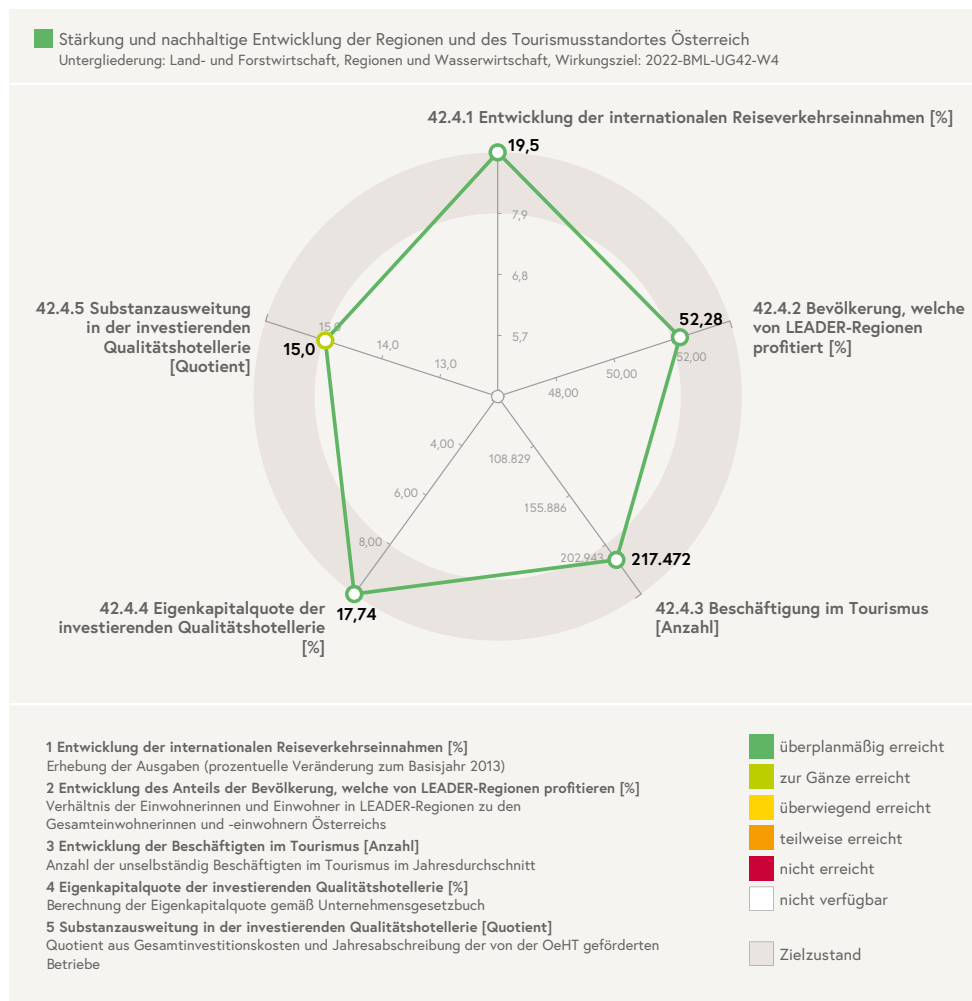 Stärkung und nachhaltige Entwicklung der Regionen und des Tourismusstandortes Österreich
Untergliederung: Land- und Forstwirtschaft, Regionen und Wasserwirtschaft, Wirkungsziel: 2022-BML-UG42-W4
42.4.1 Entwicklung der internationalen Reiseverkehrseinnahmen [%]
19,5
7,9
6,8
5,7
42.4.2 Bevölkerung, welche
von LEADER-Regionen
profitiert [%]
52,28
52,00
50,00
48,00
42.4.5 Substanzausweitung
in der investierenden
Qualitätshotellerie
[Quotient]
15,0
15,0
14,0
13,0
4,00
6,00
8,00
108.829
155.886
202.943
217.472
42.4.4 Eigenkapitalquote der
investierenden Qualitätshotellerie
[%]
17,74
42.4.3 Beschäftigung im Tourismus
[Anzahl]
1 Entwicklung der internationalen Reiseverkehrseinnahmen [%]
Erhebung der Ausgaben (prozentuelle Veränderung zum Basisjahr 2013)
2 Entwicklung des Anteils der Bevölkerung, welche von LEADER-Regionen profitieren [%]
Verhältnis der Einwohnerinnen und Einwohner in LEADER-Regionen zu den
Gesamteinwohnerinnen und -einwohnern Österreichs
3 Entwicklung der Beschäftigten im Tourismus [Anzahl]
Anzahl der unselbständig Beschäftigten im Tourismus im Jahresdurchschnitt
4 Eigenkapitalquote der investierenden Qualitätshotellerie [%]
Berechnung der Eigenkapitalquote gemäß Unternehmensgesetzbuch
5 Substanzausweitung in der investierenden Qualitätshotellerie [Quotient]
Quotient aus Gesamtinvestitionskosten und Jahresabschreibung der von der OeHT geförderten
Betriebe
überplanmäßig erreicht
zur Gänze erreicht
überwiegend erreicht
teilweise erreicht
nicht erreicht
nicht verfügbar
Zielzustand